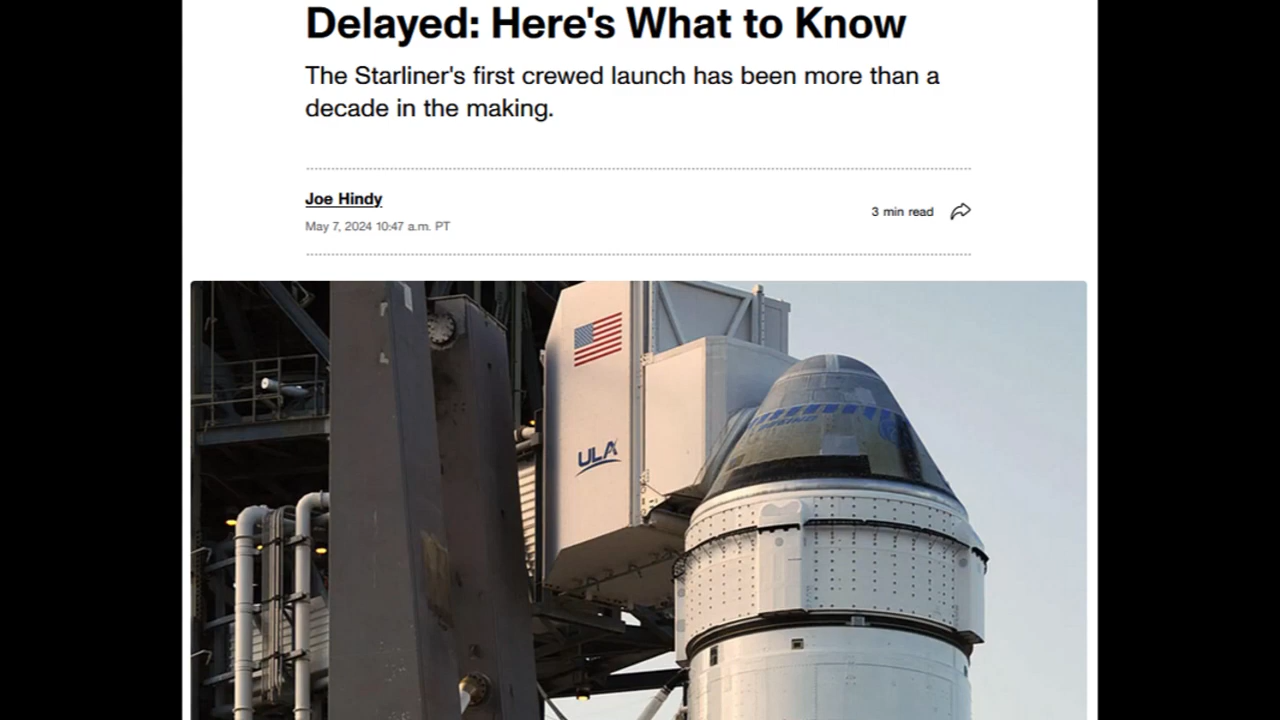 Delayed: Here's What to Know
The Starliner's first crewed launch has been more than a
decade in the making.
Joe Hindy
May 7, 2024 10:47 a.m. PT
3 min read
ULA